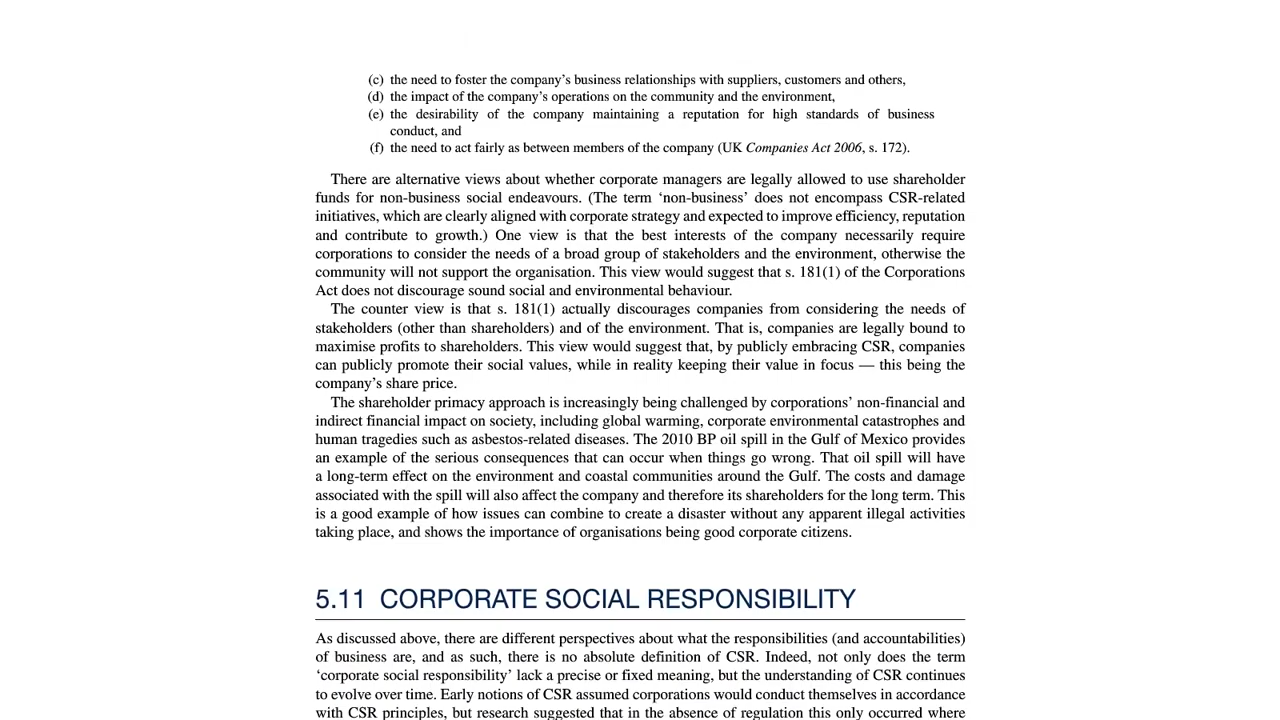 (c) the need to foster the company’s business relationships with suppliers, customers and others,
(d) the impact of the company’s operations on the community and the environment,
(e) the desirability of the company maintaining a reputation for high standards of business
conduct, and
(f) the need to act fairly as between members of the company (UK Companies Act 2006, s. 172).
There are alternative views about whether corporate managers are legally allowed to use shareholder
funds for non-business social endeavours. (The term ‘non-business’ does not encompass CSR-related
initiatives, which are clearly aligned with corporate strategy and expected to improve efficiency, reputation
and contribute to growth.) One view is that the best interests of the company necessarily require
corporations to consider the needs of a broad group of stakeholders and the environment, otherwise the
community will not support the organisation. This view would suggest that s. 181(1) of the Corporations
Act does not discourage sound social and environmental behaviour.
The counter view is that s. 181(1) actually discourages companies from considering the needs of
stakeholders (other than shareholders) and of the environment. That is, companies are legally bound to
maximise profits to shareholders. This view would suggest that, by publicly embracing CSR, companies
can publicly promote their social values, while in reality keeping their value in focus — this being the
company’s share price.
The shareholder primacy approach is increasingly being challenged by corporations’ non-financial and
indirect financial impact on society, including global warming, corporate environmental catastrophes and
human tragedies such as asbestos-related diseases. The 2010 BP oil spill in the Gulf of Mexico provides
an example of the serious consequences that can occur when things go wrong. That oil spill will have
a long-term effect on the environment and coastal communities around the Gulf. The costs and damage
associated with the spill will also affect the company and therefore its shareholders for the long term. This
is a good example of how issues can combine to create a disaster without any apparent illegal activities
taking place, and shows the importance of organisations being good corporate citizens.
5.11 CORPORATE SOCIAL RESPONSIBILITY
As discussed above, there are different perspectives about what the responsibilities (and accountabilities)
of business are, and as such, there is no absolute definition of CSR. Indeed, not only does the term
‘corporate social responsibility’ lack a precise or fixed meaning, but the understanding of CSR continues
to evolve over time. Early notions of CSR assumed corporations would conduct themselves in accordance
with CSR principles, but research suggested that in the absence of regulation this only occurred where